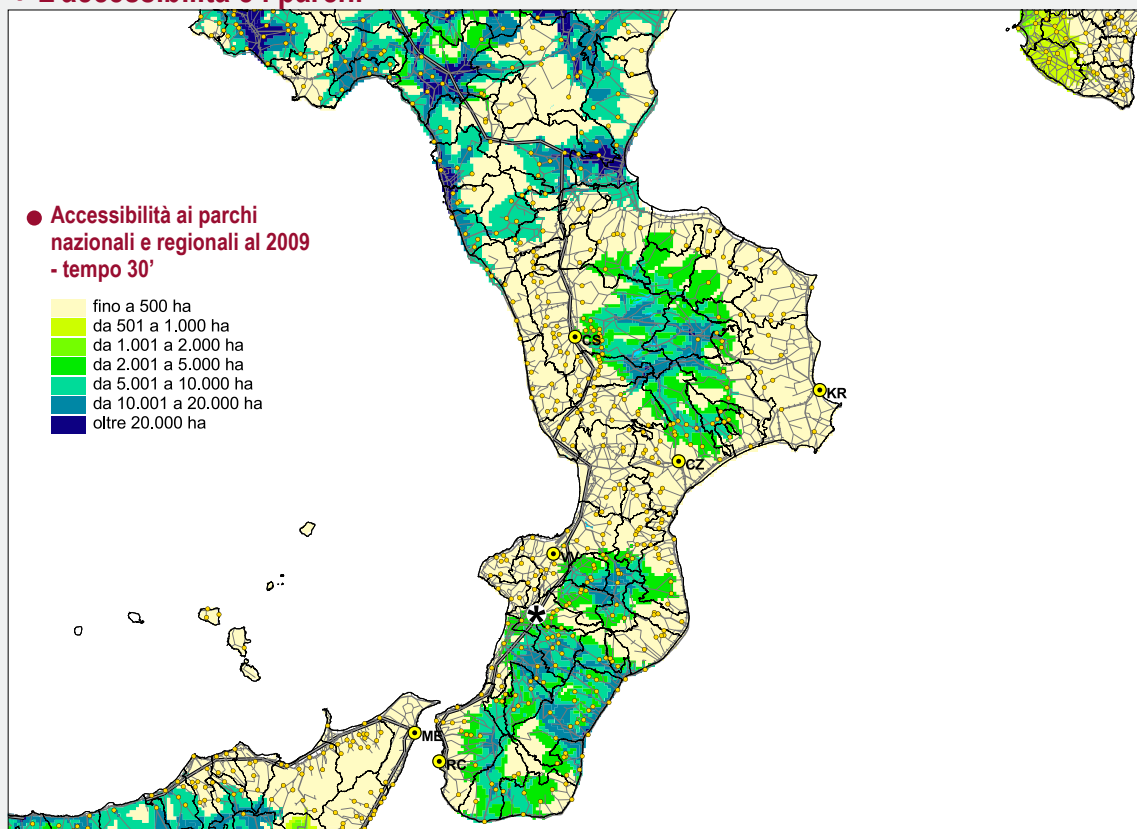 ● Accessibilità ai parchi
nazionali e regionali al 2009
- tempo 30’
fino a 500 ha
da 501 a 1.000 ha
da 1.001 a 2.000 ha
da 2.001 a 5.000 ha
da 5.001 a 10.000 ha
da 10.001 a 20.000 ha
oltre 20.000 ha
CS
KR
CZ
VV
*
ME
RC